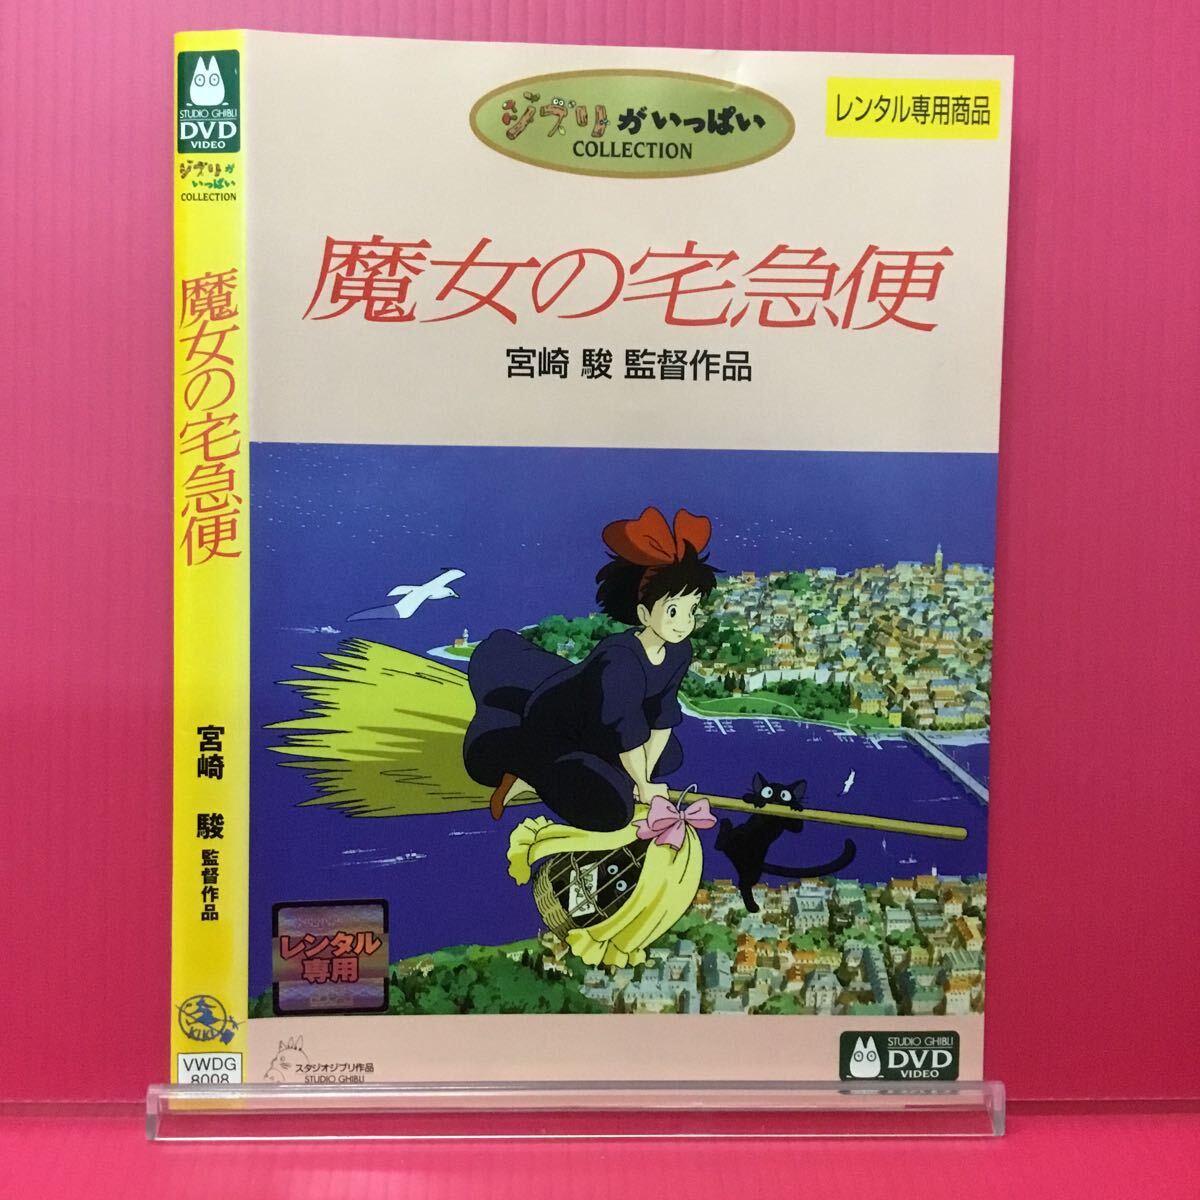 STUDIO GHIBLI
DVD
VIDEO
ジブリが
いっぱい
COLLECTION
魔女の宅急便
宮崎 駿 監督作品
KIKI
VWDG
8008
ジブリがいっぱい
COLLECTION
レンタル専用商品
魔女の宅急便
宮崎 駿 監督作品
レンタル
専用
スタジオジブリ作品
STUDIO GHIBLI
STUDIO GHIBLI
DVD
VIDEO